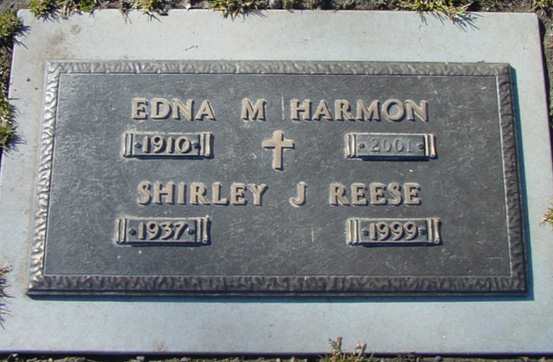 EDNA M HARMON
1910 2001
SHIRLEY J REESE
1937 1999